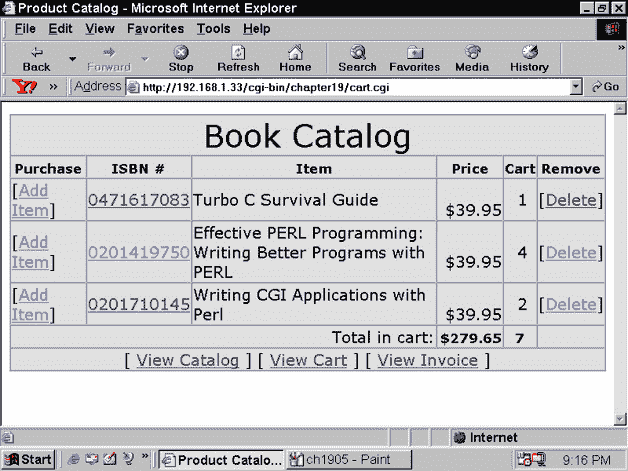 Product Catalog - Microsoft Internet Explorer
File Edit View Favorites Tools Help
Back Forward Stop Refresh Home Search Favorites Media History »
Y! » Address http://192.168.1.33/cgi-bin/chapter19/cart.cgi Go
Book Catalog
Purchase ISBN # Item Price Cart Remove
[Add
Item] 0471617083 Turbo C Survival Guide $39.95 1 [Delete]
[Add
Item] 0201419750 Effective PERL Programming:
Writing Better Programs with
PERL $39.95 4 [Delete]
[Add
Item] 0201710145 Writing CGI Applications with
Perl $39.95 2 [Delete]
Total in cart: $279.65 7
[ View Catalog ] [ View Cart ] [ View Invoice ]
Internet
Start » Product Catalo... ch1905 - Paint 9:16 PM